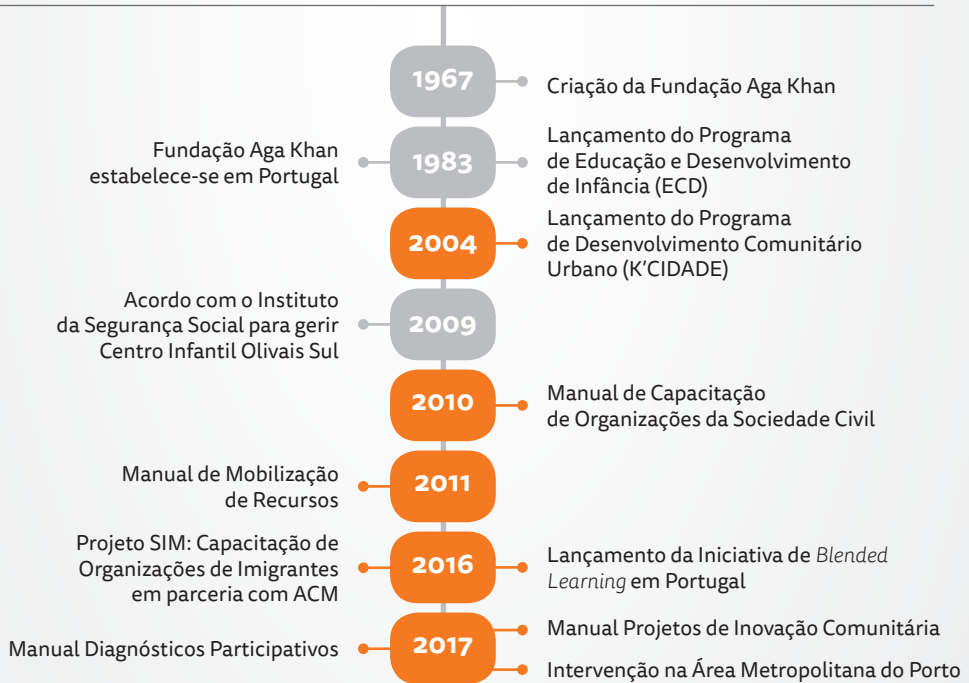 1967
Criação da Fundação Aga Khan
Fundação Aga Khan
estabelece-se em Portugal
1983
Lançamento do Programa
de Educação e Desenvolvimento
de Infância (ECD)
2004
Lançamento do Programa
de Desenvolvimento Comunitário
Urbano (K'CIDADE)
Acordo com o Instituto
da Segurança Social para gerir
Centro Infantil Olivais Sul
2009
2010
Manual de Capacitação
de Organizações da Sociedade Civil
Manual de Mobilização
de Recursos
2011
Projeto SIM: Capacitação de
Organizações de Imigrantes
em parceria com ACM
2016
Lançamento da Iniciativa de Blended
Learning em Portugal
Manual Diagnósticos Participativos
2017
Manual Projetos de Inovação Comunitária
Intervenção na Área Metropolitana do Porto